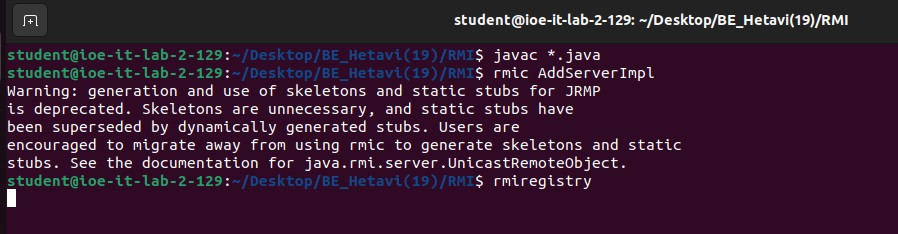 student@ioe-it-lab-2-129: ~/Desktop/BE_Hetavi(19)/RMI
student@ioe-it-lab-2-129:~/Desktop/BE_Hetavi(19)/RMI$ javac *.java
student@ioe-it-lab-2-129:~/Desktop/BE_Hetavi(19)/RMI$ rmic AddServerImpl
Warning: generation and use of skeletons and static stubs for JRMP
is deprecated. Skeletons are unnecessary, and static stubs have
been superseded by dynamically generated stubs. Users are
encouraged to migrate away from using rmic to generate skeletons and static
stubs. See the documentation for java.rmi.server.UnicastRemoteObject.
student@ioe-it-lab-2-129:~/Desktop/BE_Hetavi(19)/RMI$ rmiregistry